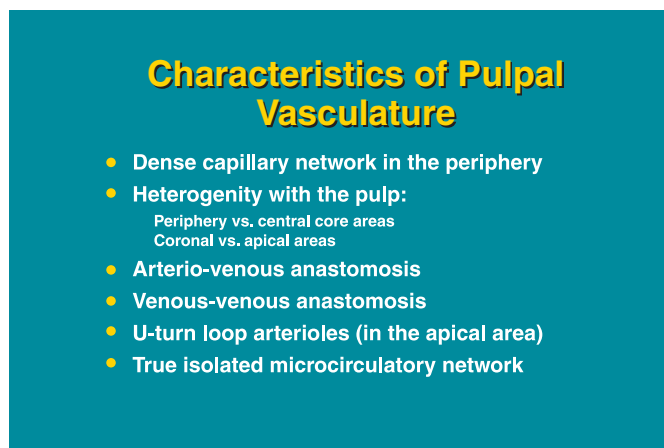 Characteristics of Pulpal
Vasculature
• Dense capillary network in the periphery
• Heterogenity with the pulp:
Periphery vs. central core areas
Coronal vs. apical areas
• Arterio-venous anastomosis
• Venous-venous anastomosis
• U-turn loop arterioles (in the apical area)
• True isolated microcirculatory network